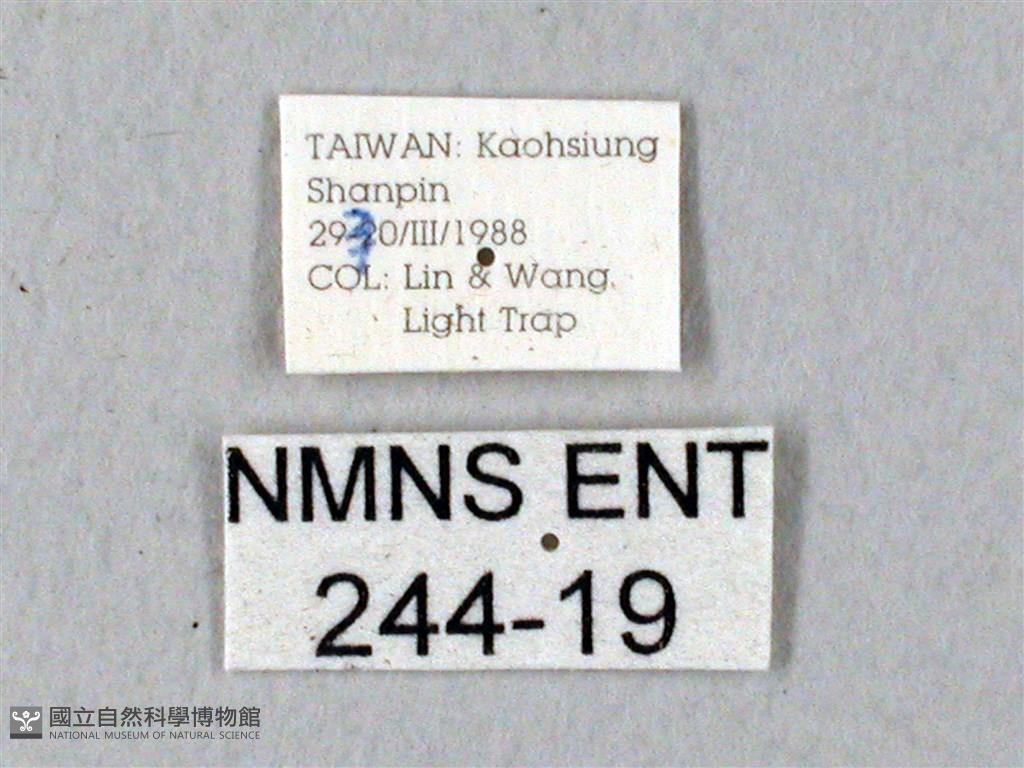 TAIWAN: Kaohsiung
Shanpin
29-30/III/1988
COL: Lin & Wang.
Light Trap
NMNS ENT
244-19
國立自然科學博物館
NATIONAL MUSEUM OF NATURAL SCIENCE